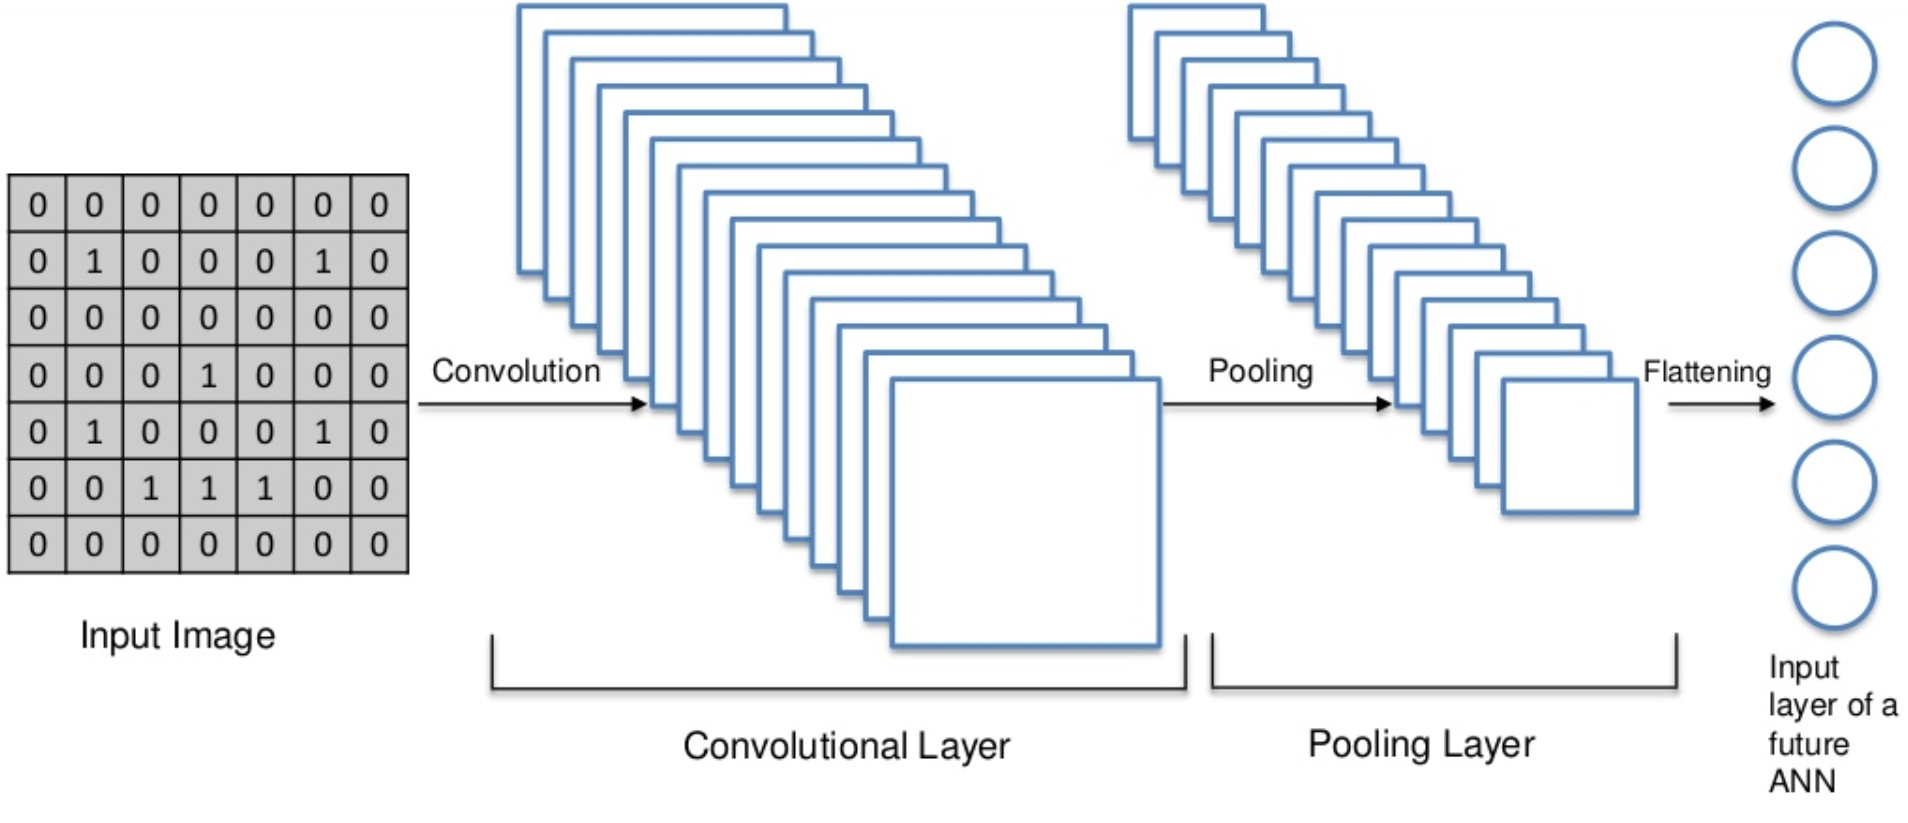 0 0 0 0 0 0 0
0 1 0 0 0 1 0
0 0 0 0 0 0 0
0 0 0 1 0 0 0
0 1 0 0 0 1 0
0 0 1 1 1 0 0
0 0 0 0 0 0 0
Input Image
Convolution
Convolutional Layer
Pooling
Pooling Layer
Flattening
Input
layer of a
future
ANN